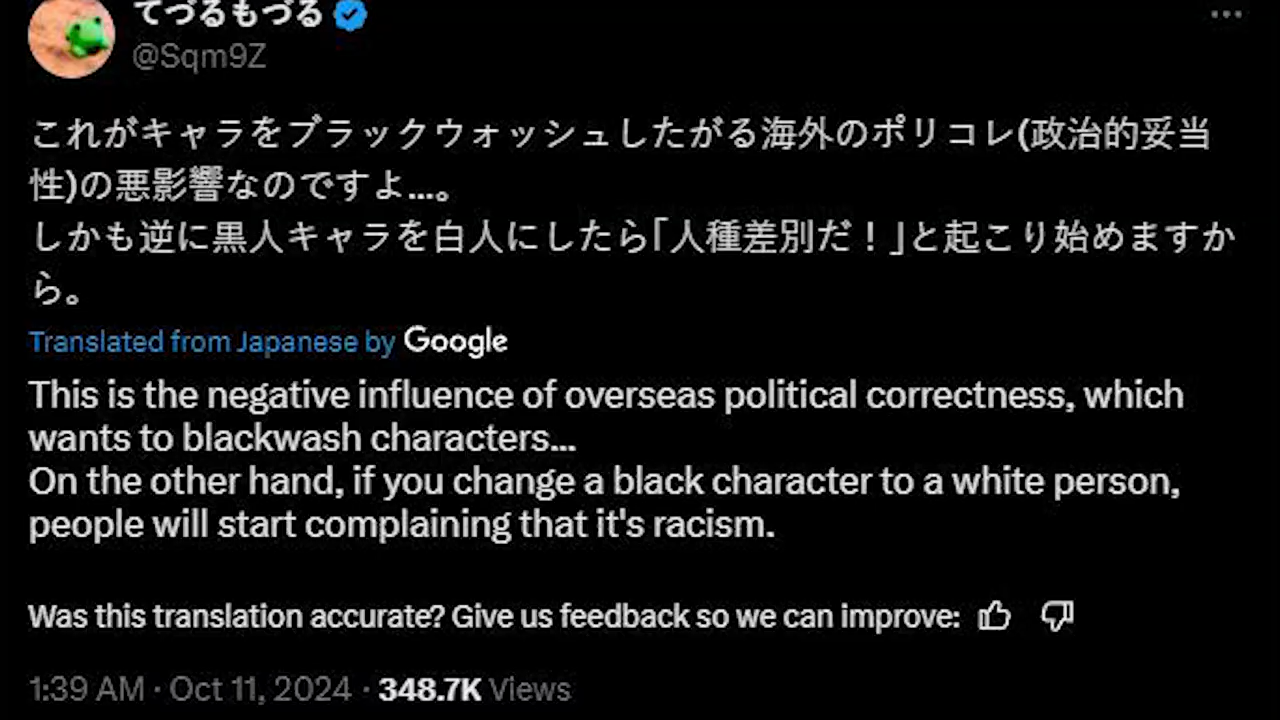 てづるもづる
@Sqm9Z
これがキャラをブラックウォッシュしたがる海外のポリコレ(政治的妥当
性)の悪影響なのですよ...。
しかも逆に黒人キャラを白人にしたら｢人種差別だ！｣と起こり始めますか
ら。
Translated from Japanese by Google
This is the negative influence of overseas political correctness, which
wants to blackwash characters...
On the other hand, if you change a black character to a white person,
people will start complaining that it's racism.
Was this translation accurate? Give us feedback so we can improve:
1:39 AM · Oct 11, 2024 · 348.7K Views